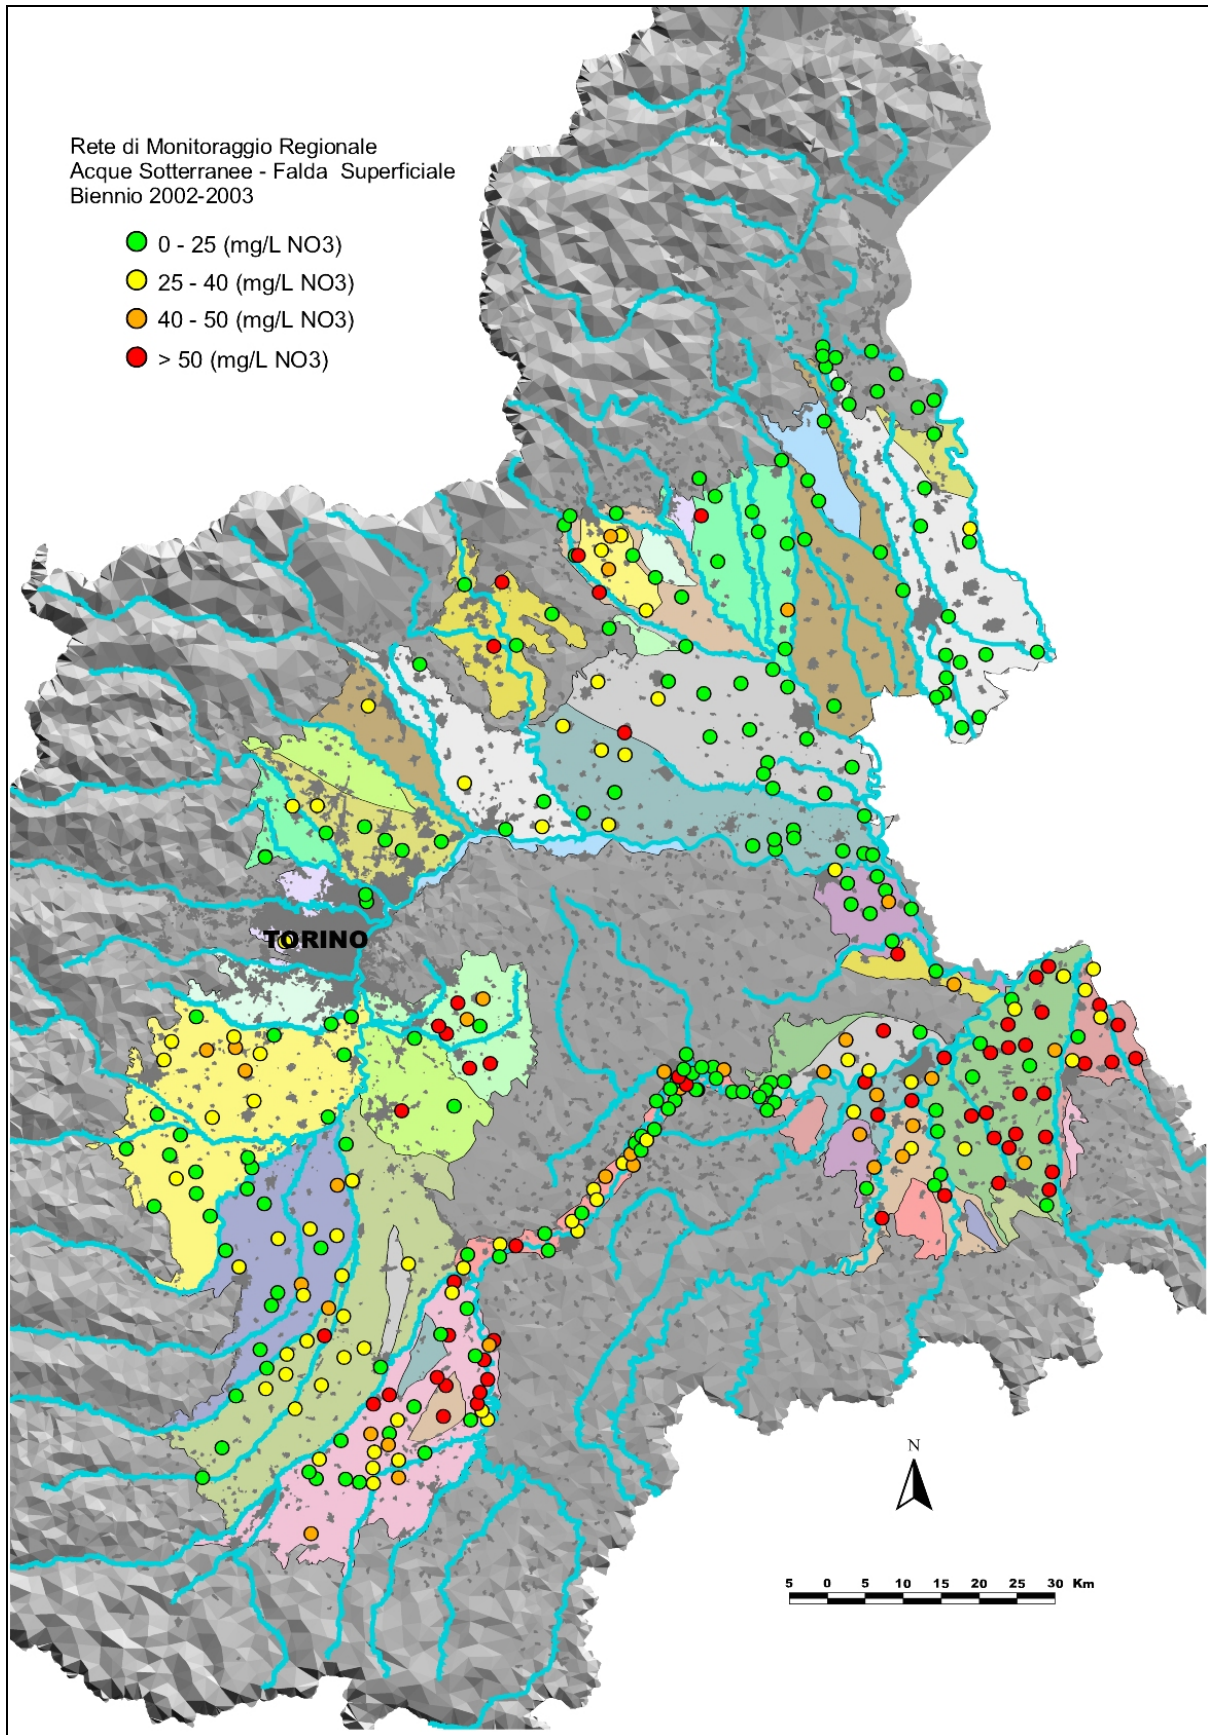 Rete di Monitoraggio Regionale
Acque Sotterranee - Falda Superficiale
Biennio 2002-2003
0 - 25 (mg/L NO3)
25 - 40 (mg/L NO3)
40 - 50 (mg/L NO3)
> 50 (mg/L NO3)
TORINO
N
5 0 5 10 15 20 25 30 Km